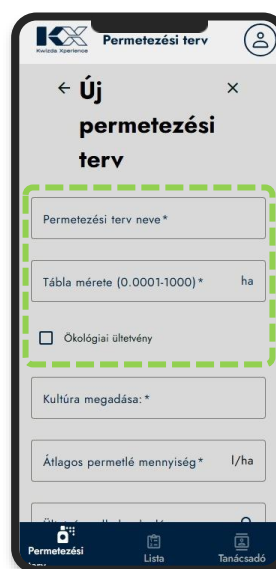 KX
Kwizda Xperience
Permetezési terv
← Új
permetezési
terv
×
Permetezési terv neve*
Tábla mérete (0.0001-1000)* ha
Ökológiai ültetvény
Kultúra megadása:*
Átlagos permetlé mennyiség* l/ha
Permetezési
Lista
Tanácsadó